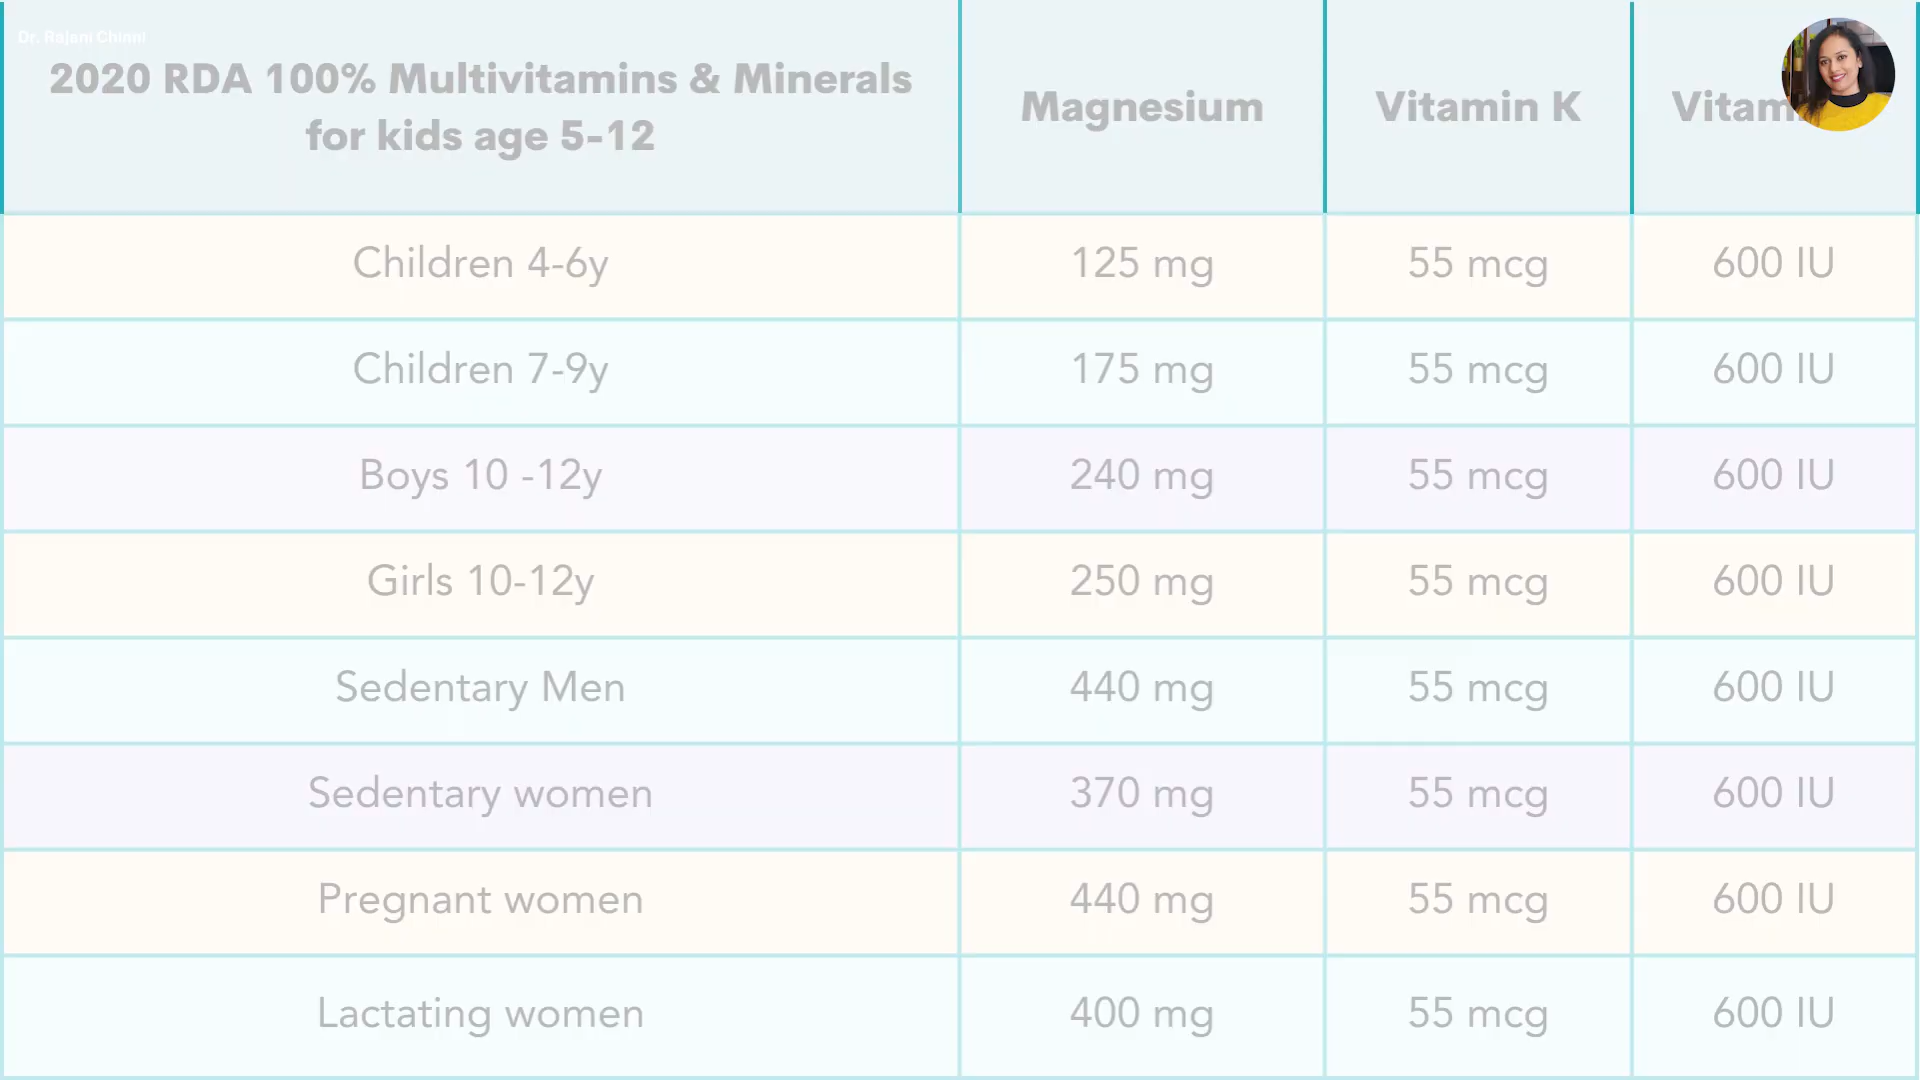 Dr. Rajani Chinni
2020 RDA 100% Multivitamins & Minerals
for kids age 5-12
Magnesium
Vitamin K
Vitam
Children 4-6y 125 mg 55 mcg 600 IU
Children 7-9y 175 mg 55 mcg 600 IU
Boys 10 -12y 240 mg 55 mcg 600 IU
Girls 10-12y 250 mg 55 mcg 600 IU
Sedentary Men 440 mg 55 mcg 600 IU
Sedentary women 370 mg 55 mcg 600 IU
Pregnant women 440 mg 55 mcg 600 IU
Lactating women 400 mg 55 mcg 600 IU